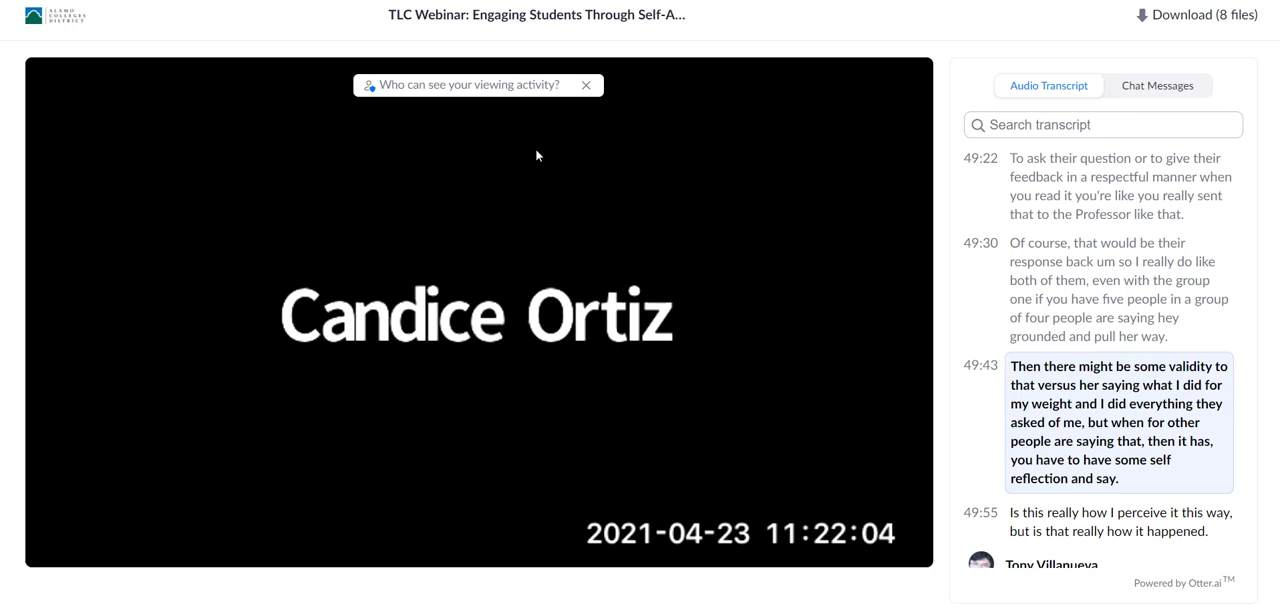 ALAMO
COLLEGES
DISTRICT
TLC Webinar: Engaging Students Through Self-A...
Download (8 files)
Who can see your viewing activity?
Candice Ortiz
2021-04-23 11:22:04
Audio Transcript
Chat Messages
Search transcript
49:22
To ask their question or to give their
feedback in a respectful manner when
you read it you're like you really sent
that to the Professor like that.
49:30
Of course, that would be their
response back um so I really do like
both of them, even with the group
one if you have five people in a group
of four people are saying hey
grounded and pull her way.
49:43
Then there might be some validity to
that versus her saying what I did for
my weight and I did everything they
asked of me, but when for other
people are saying that, then it has,
you have to have some self
reflection and say.
49:55
Is this really how I perceive it this way,
but is that really how it happened.
Tony Villanueva
Powered by Otter.ai TM